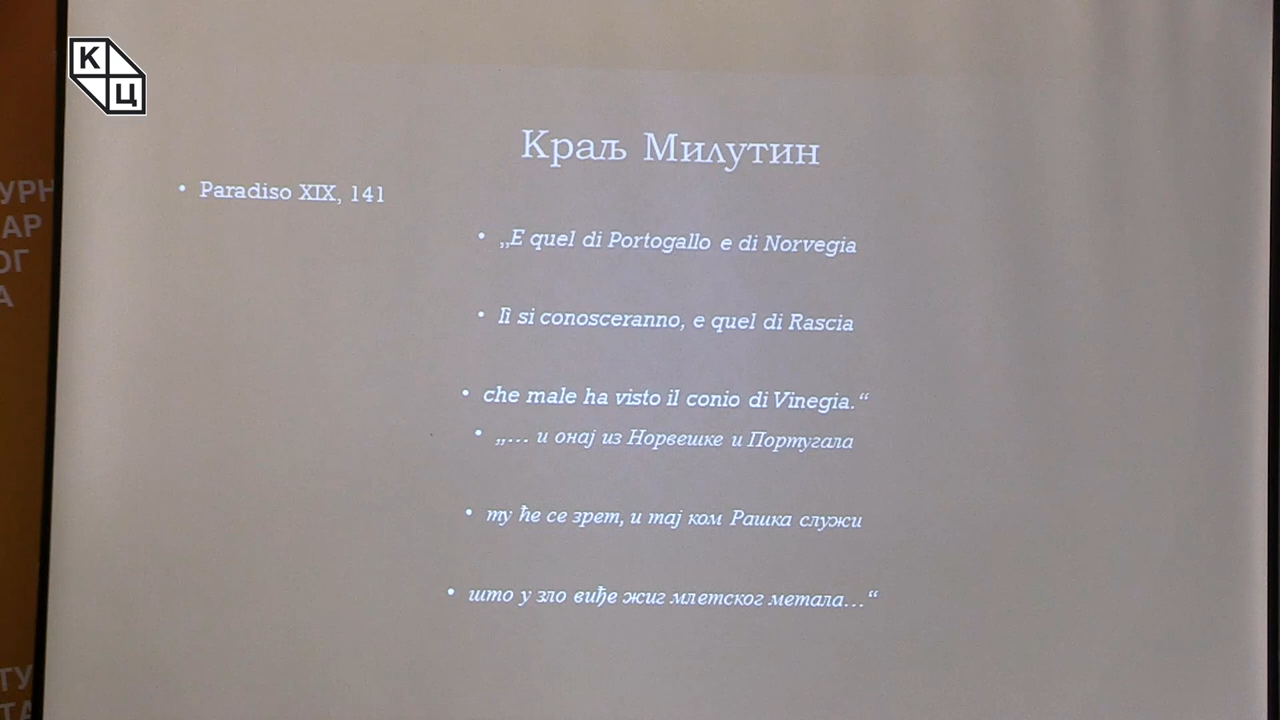 К
Ц
Краљ Милутин
• Paradiso XIX, 141
• „E quel di Portogallo e di Norvegia
• lì si conosceranno, e quel di Rascia
• che male ha visto il conio di Vinegia.“
• „… и онај из Норвешке и Португала
• ту ће се зрет, и тај ком Рашка служи
• што у зло виђе жиг млетског метала…“